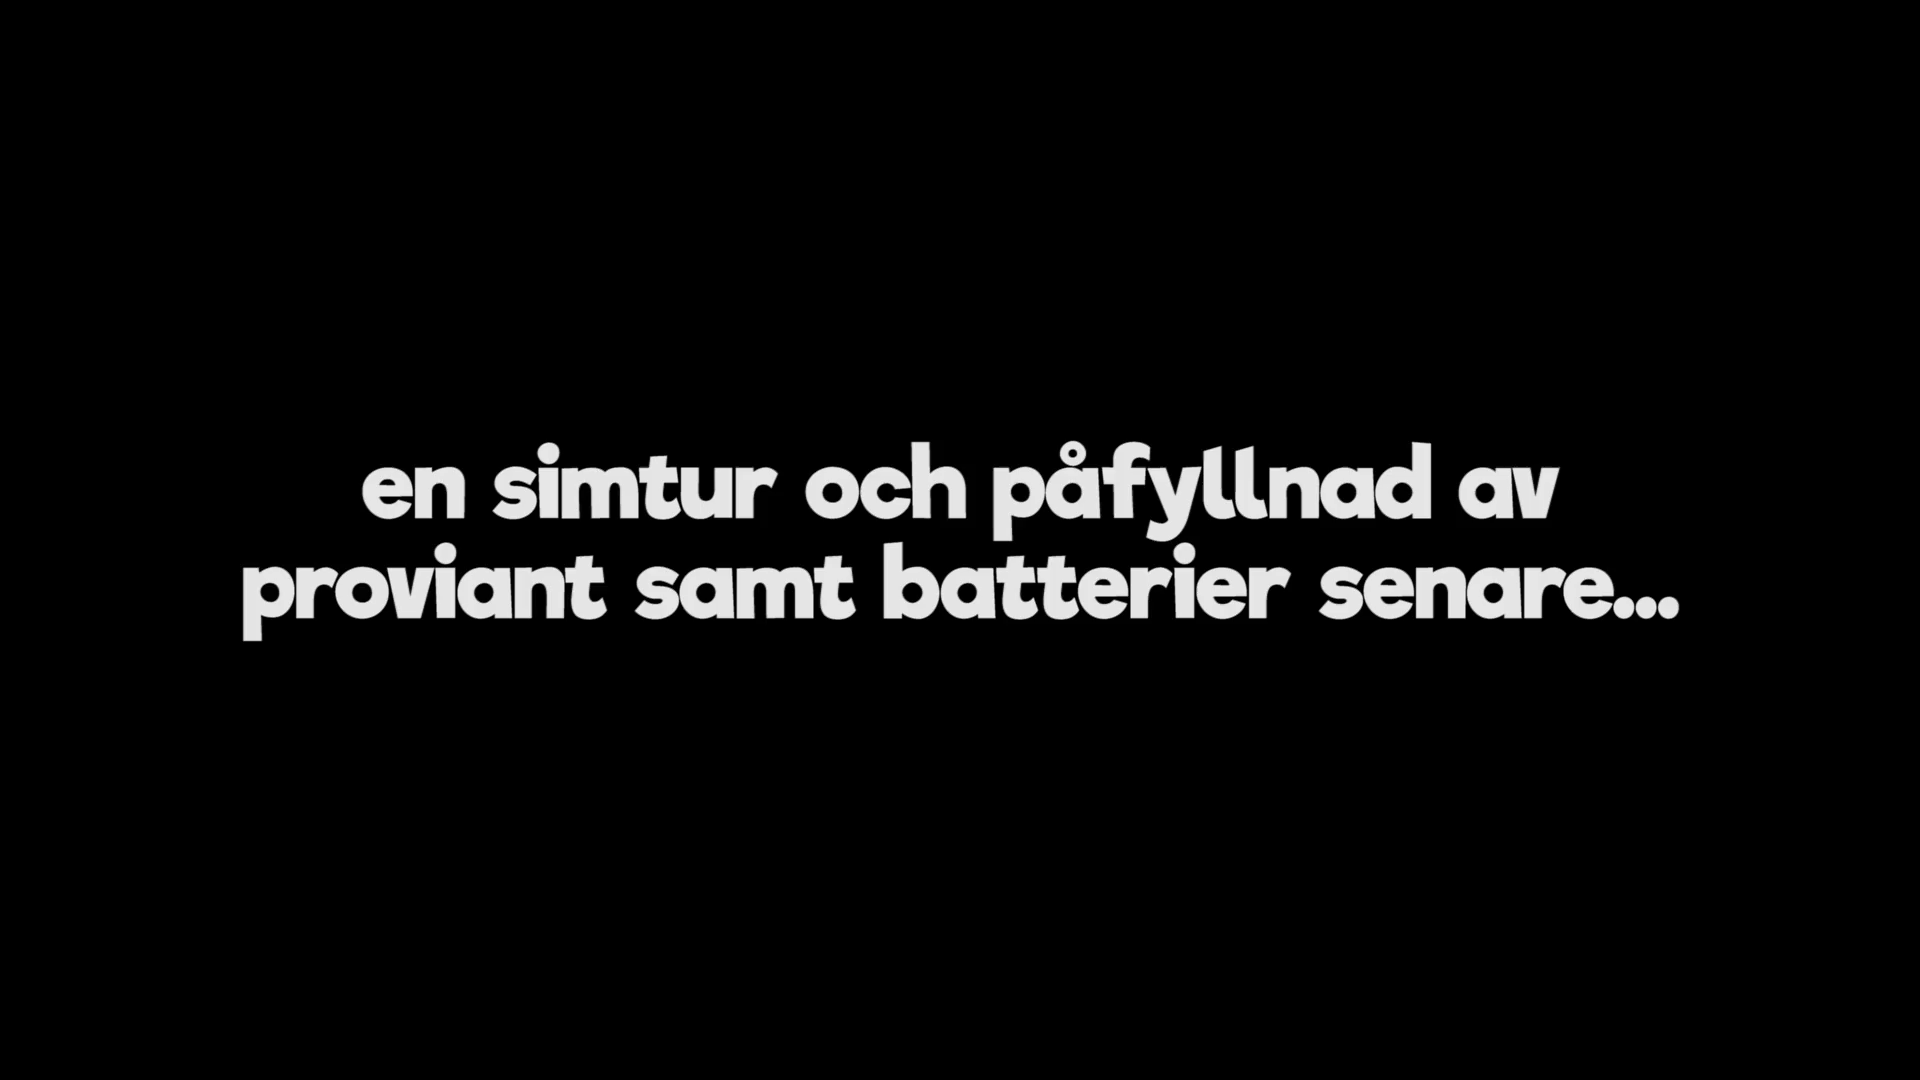 en simtur och påfyllnad av
proviant samt batterier senare...